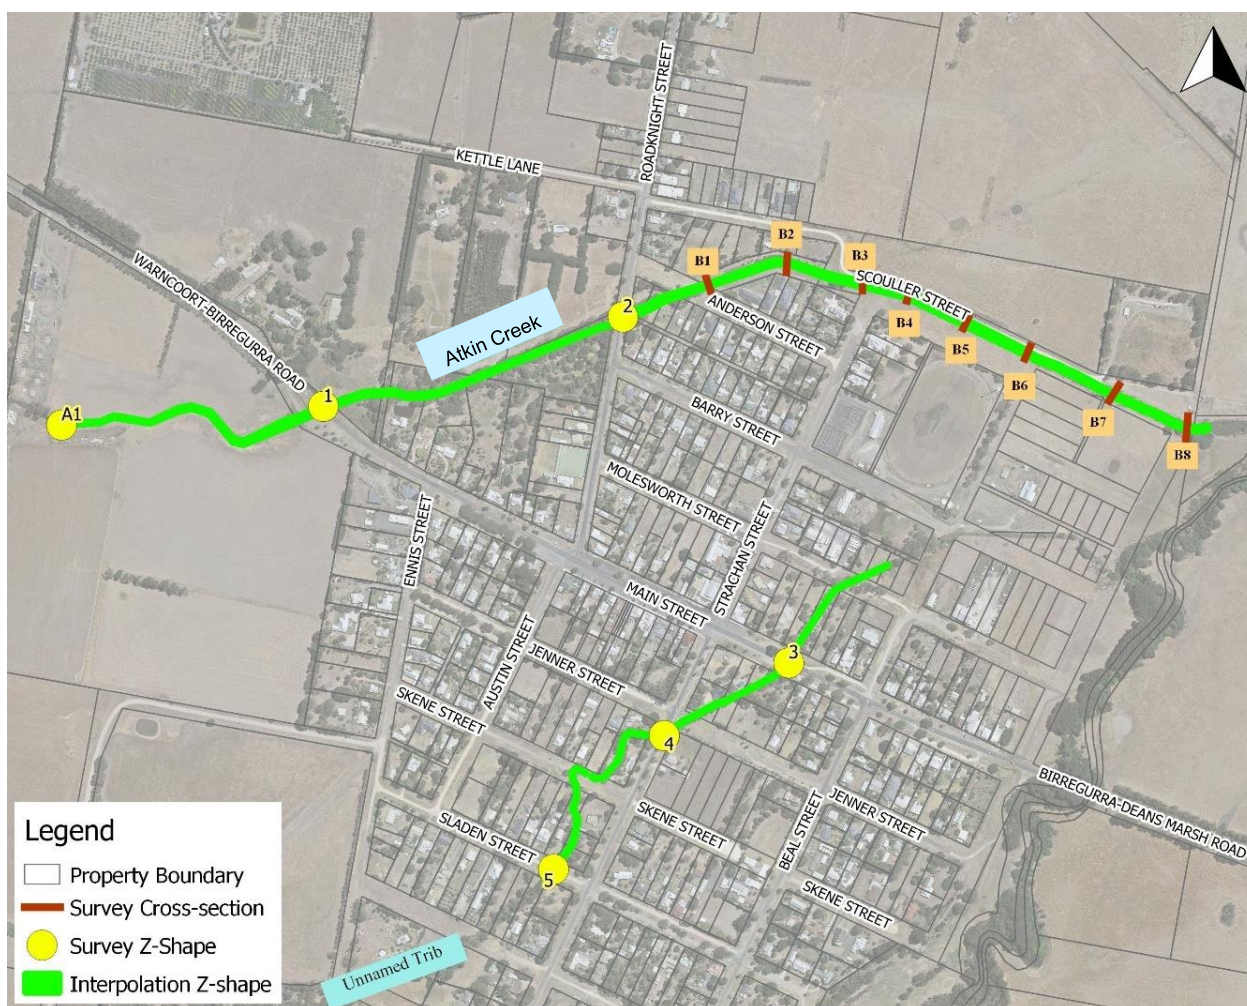 ROADKNIGHT STREET
KETTLE LANE
WARNCOORT-BIRREGURRA ROAD
B2
B1
B3
SCOULLER STREET
2
ANDERSON STREET
B4
Atkin Creek
B5
B6
1
A1
BARRY STREET
B7
B8
MOLESWORTH STREET
ENNIS STREET
STRACHAN STREET
MAIN STREET
AUSTIN STREET
JENNER STREET
3
SKENE STREET
4
BIRREGURRA-DEANS MARSH ROAD
JENNER STREET
BEAL STREET
SKENE STREET
SLADEN STREET
5
SKENE STREET
Unnamed Trib
Legend
Property Boundary
Survey Cross-section
Survey Z-Shape
Interpolation Z-shape